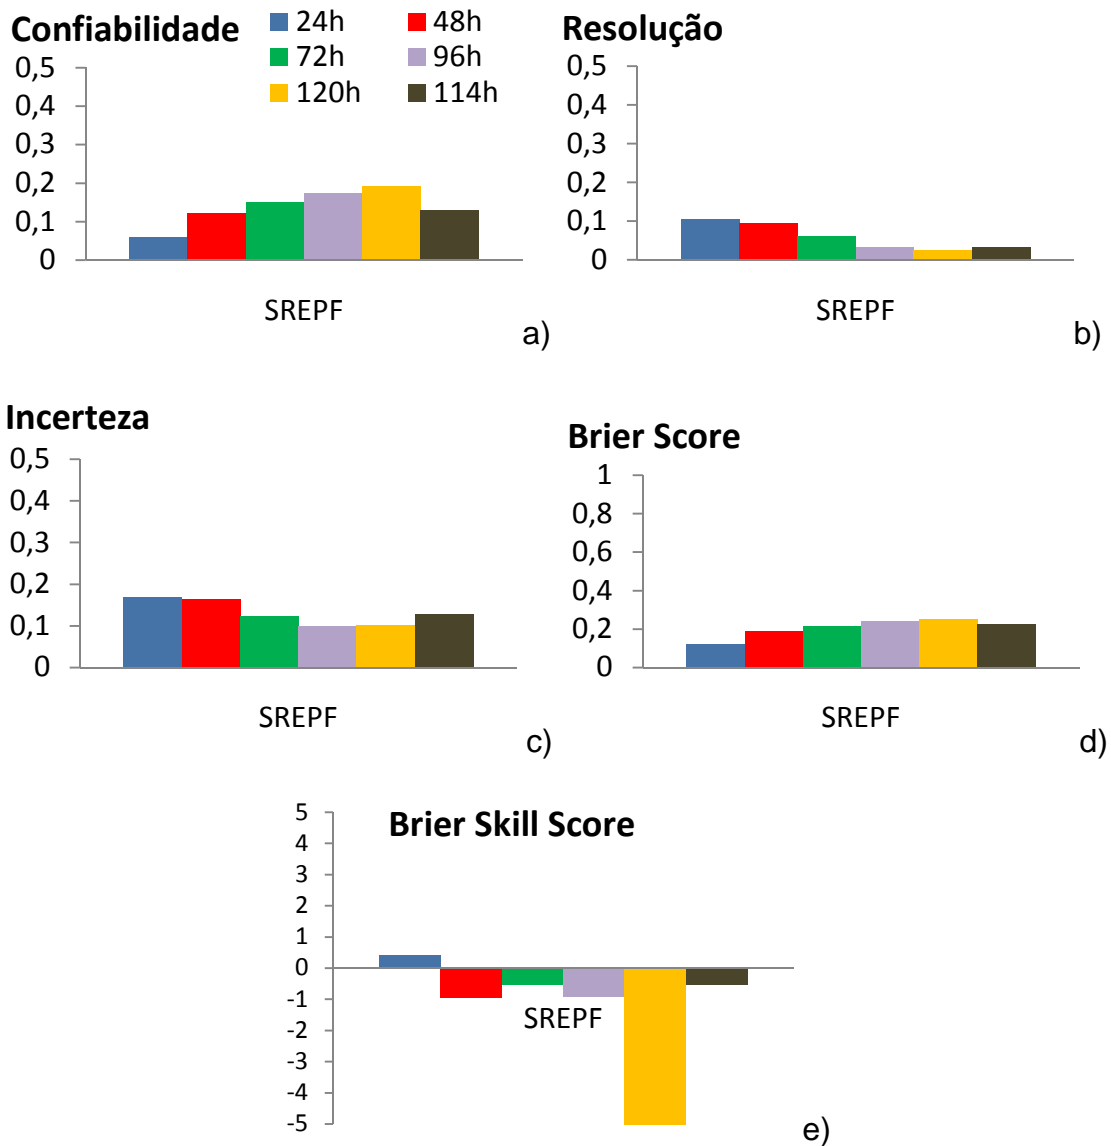 Confiabilidade
24h 48h
72h 96h
120h 114h
0,5
0,4
0,3
0,2
0,1
0
SREPF
a)
Resolução
0,5
0,4
0,3
0,2
0,1
0
SREPF
b)
Incerteza
0,5
0,4
0,3
0,2
0,1
0
SREPF
c)
Brier Score
1
0,8
0,6
0,4
0,2
0
SREPF
d)
Brier Skill Score
5
4
3
2
1
0
-1
-2
-3
-4
-5
SREPF
e)